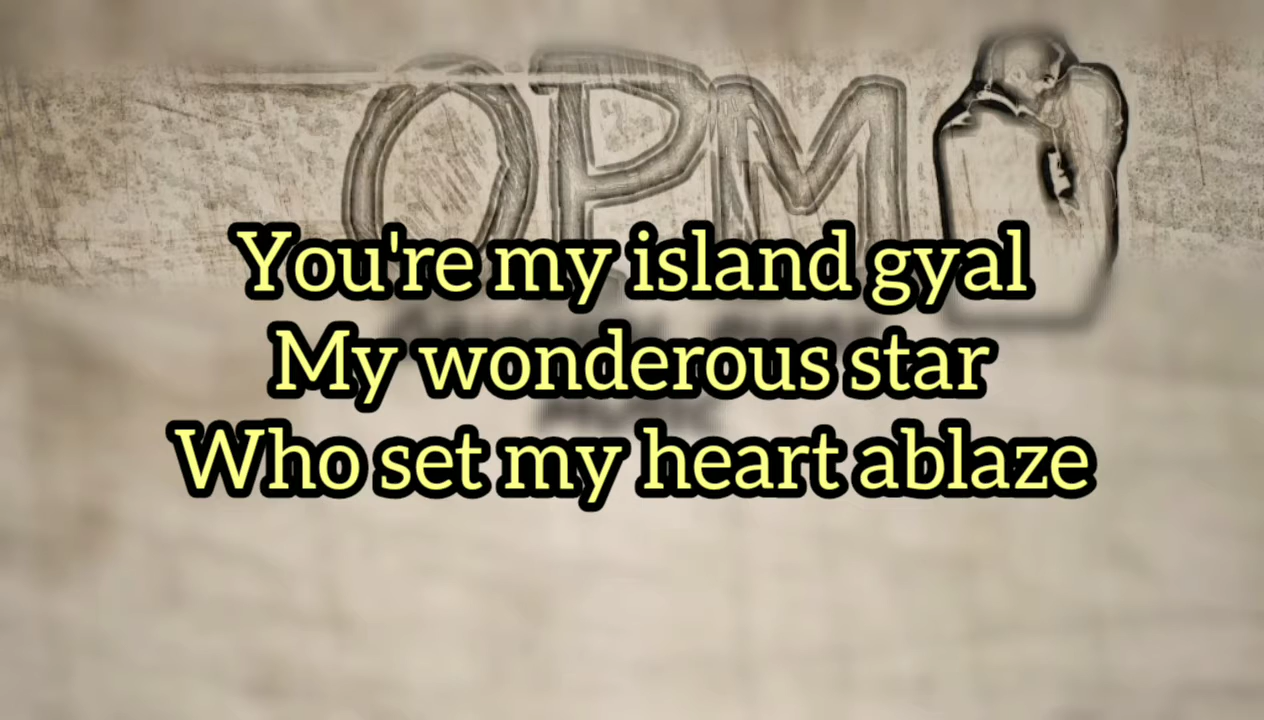 OPM
You're my island gyal
My wonderous star
Who set my heart ablaze